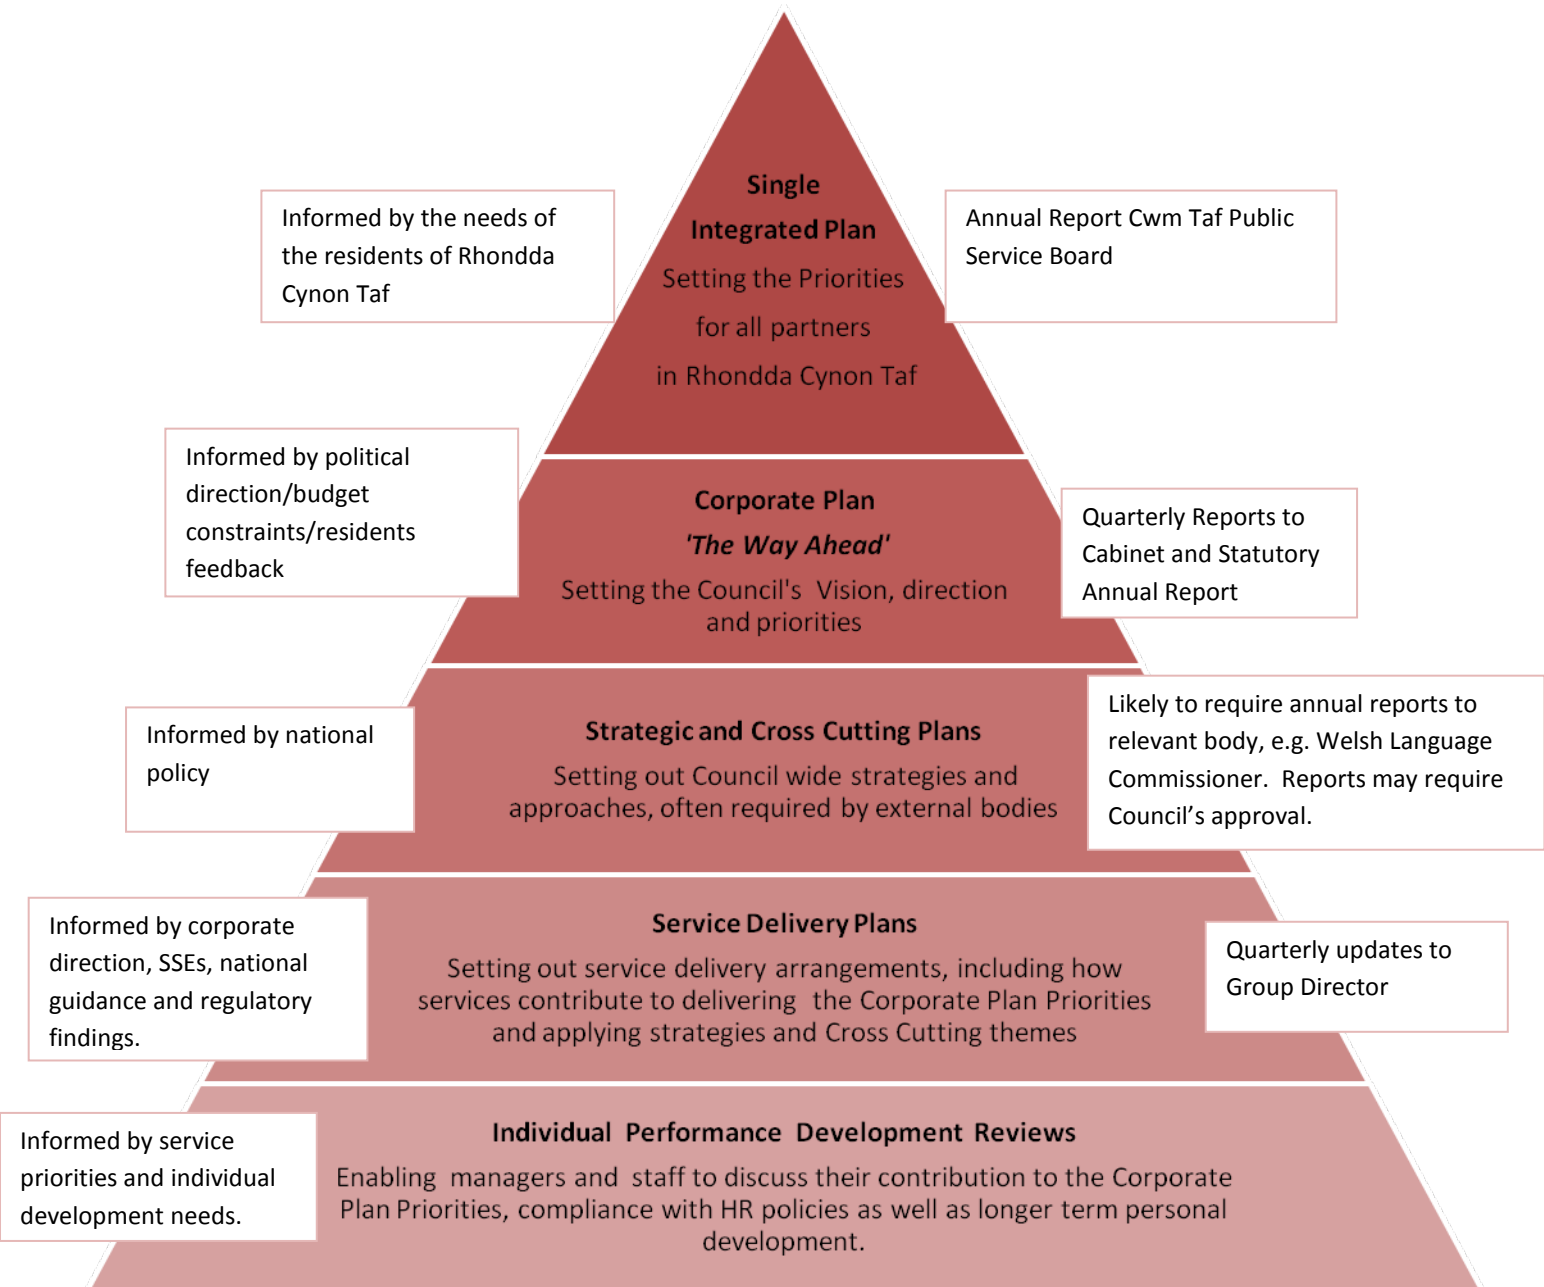 Single
Integrated Plan
Setting the Priorities
for all partners
in Rhondda Cynon Taf
Informed by the needs of
the residents of Rhondda
Cynon Taf
Annual Report Cwm Taf Public
Service Board
Informed by political
direction/budget
constraints/residents
feedback
Corporate Plan
'The Way Ahead'
Setting the Council's Vision, direction
and priorities
Quarterly Reports to
Cabinet and Statutory
Annual Report
Informed by national
policy
Strategic and Cross Cutting Plans
Setting out Council wide strategies and
approaches, often required by external bodies
Likely to require annual reports to
relevant body, e.g. Welsh Language
Commissioner. Reports may require
Council’s approval.
Informed by corporate
direction, SSEs, national
guidance and regulatory
findings.
Service Delivery Plans
Setting out service delivery arrangements, including how
services contribute to delivering the Corporate Plan Priorities
and applying strategies and Cross Cutting themes
Quarterly updates to
Group Director
Informed by service
priorities and individual
development needs.
Individual Performance Development Reviews
Enabling managers and staff to discuss their contribution to the Corporate
Plan Priorities, compliance with HR policies as well as longer term personal
development.